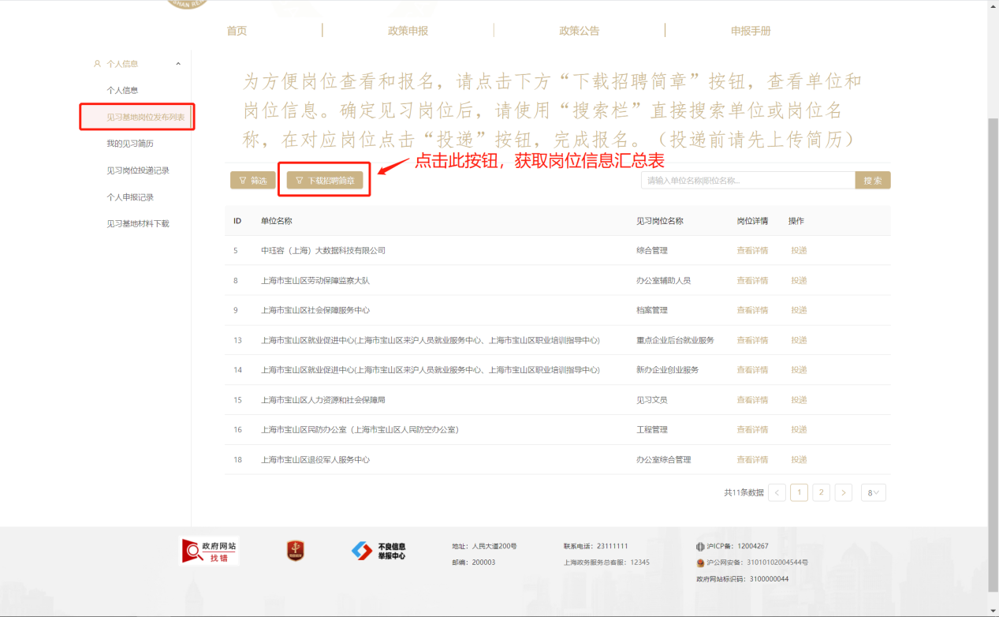 首页
政策申报
政策公告
申报手册
个人信息
个人信息
见习基地岗位发布列表
我的见习简历
见习岗位投递记录
个人申报记录
见习基地材料下载
为方便岗位查看和报名，请点击下方“下载招聘简章”按钮，查看单位和
岗位信息。确定见习岗位后，请使用“搜索栏”直接搜索单位或岗位名
称，在对应岗位点击“投递”按钮，完成报名。（投递前请先上传简历）
点击此按钮，获取岗位信息汇总表
筛选
下载招聘简章
请输入单位名称/职位名称...
搜 索
ID 单位名称 见习岗位名称 岗位详情 操作
5 中珏容（上海）大数据科技有限公司 综合管理 查看详情 投递
8 上海市宝山区劳动保障监察大队 办公室辅助人员 查看详情 投递
9 上海市宝山区社会保障服务中心 档案管理 查看详情 投递
13 上海市宝山区就业促进中心(上海市宝山区来沪人员就业服务中心、上海市宝山区职业培训指导中心) 重点企业后台就业服务 查看详情 投递
14 上海市宝山区就业促进中心(上海市宝山区来沪人员就业服务中心、上海市宝山区职业培训指导中心) 新办企业创业服务 查看详情 投递
15 上海市宝山区人力资源和社会保障局 见习文员 查看详情 投递
16 上海市宝山区民防办公室（上海市宝山区人民防空办公室） 工程管理 查看详情 投递
18 上海市宝山区退役军人服务中心 办公室综合管理 查看详情 投递
共11条数据 < 1 2 > 8
政府网站
找错
不良信息
举报中心
地址：人民大道200号
邮编：200003
联系电话：23111111
上海政务服务总客服：12345
沪ICP备：12004267
沪公网安备：31010102004544号
政府网站标识码：3100000044